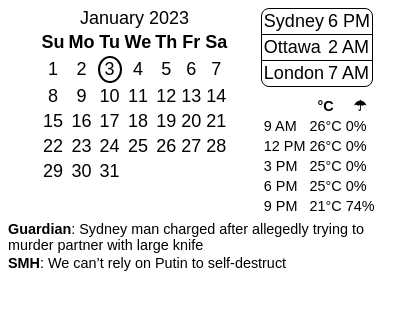 January 2023
Su Mo Tu We Th Fr Sa
1 2 3 4 5 6 7
8 9 10 11 12 13 14
15 16 17 18 19 20 21
22 23 24 25 26 27 28
29 30 31
Sydney 6 PM
Ottawa 2 AM
London 7 AM
°C ☂
9 AM 26°C 0%
12 PM 26°C 0%
3 PM 25°C 0%
6 PM 25°C 0%
9 PM 21°C 74%
Guardian: Sydney man charged after allegedly trying to
murder partner with large knife
SMH: We can’t rely on Putin to self-destruct